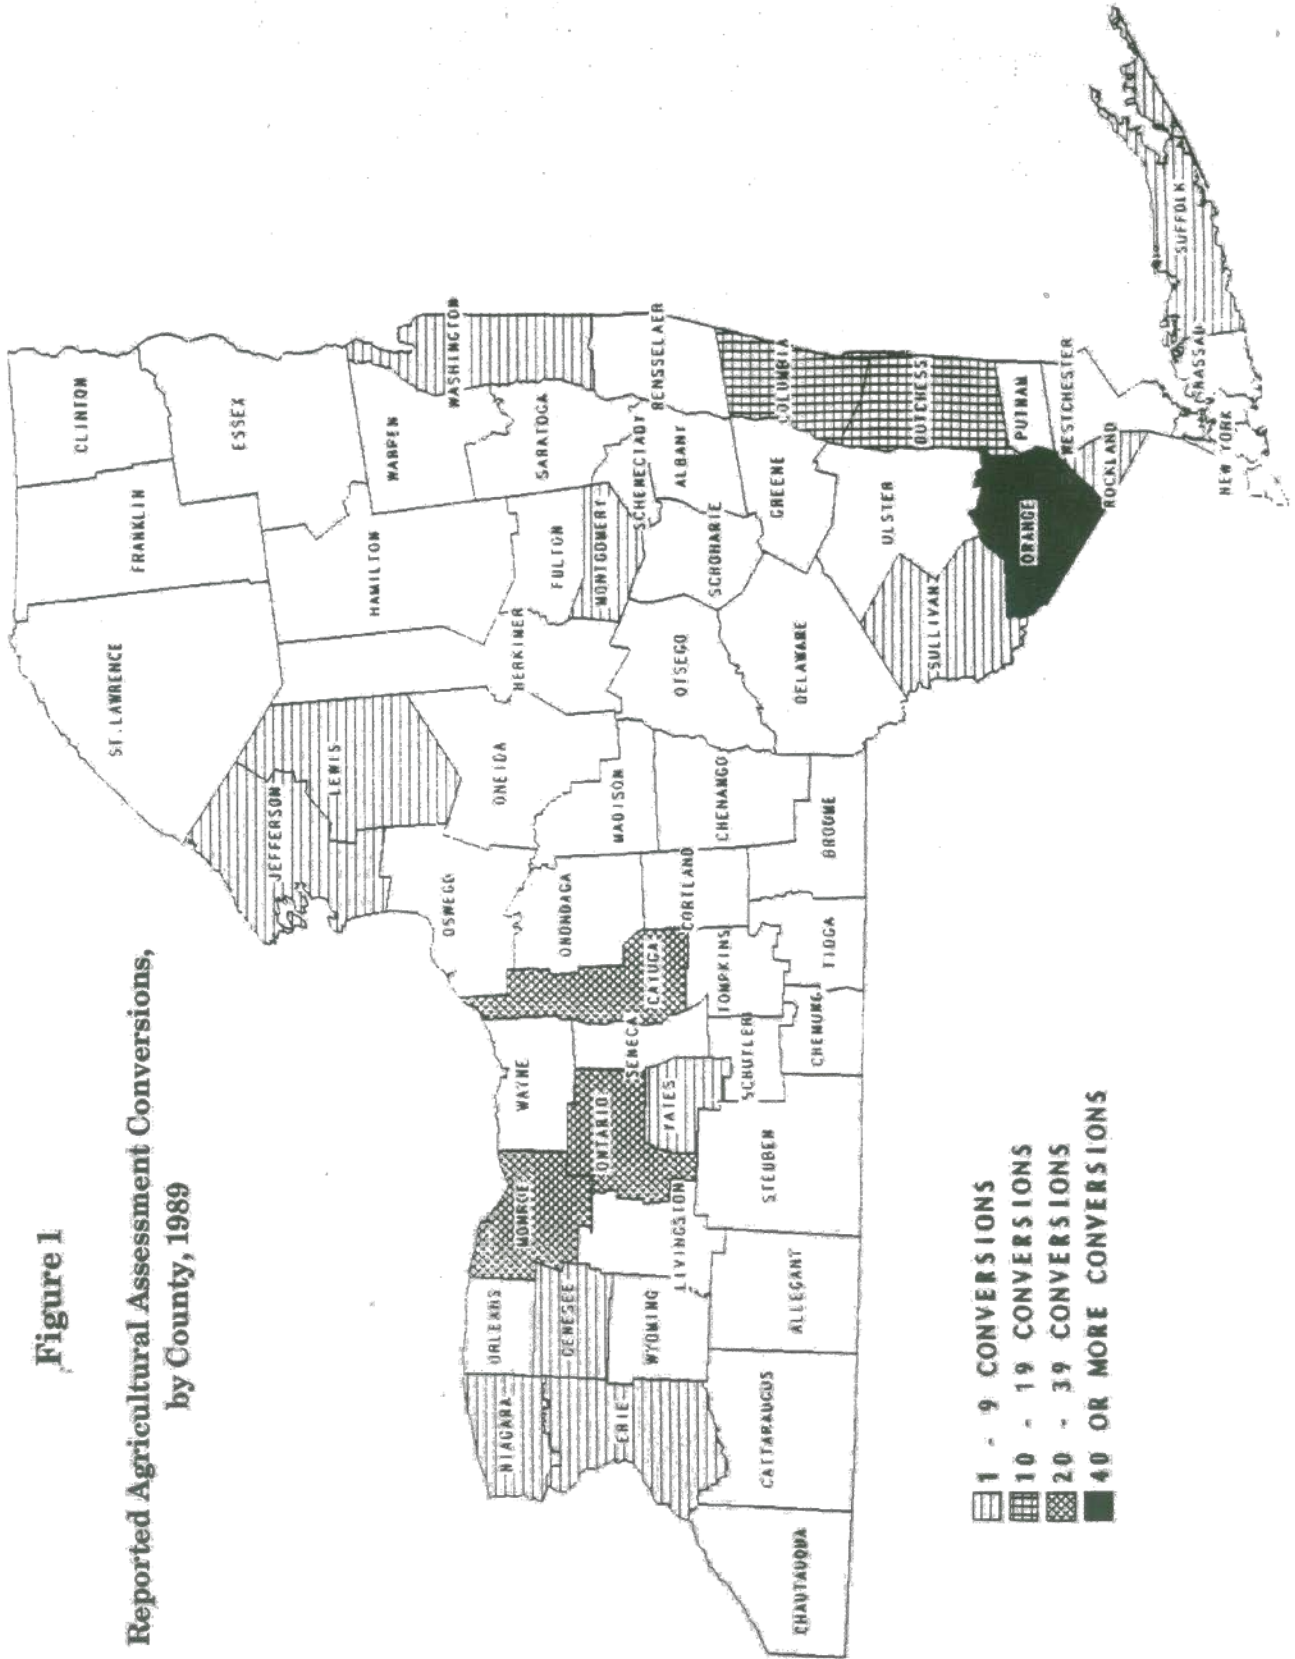 Figure 1
Reported Agricultural Assessment Conversions,
by County, 1989
CLINTON
FRANKLIN
ST. LAWRENCE
ESSEX
HAMILTON
WARREN
WASHINGTON
LEWIS
JEFFERSON
HERKIMER
ONEIDA
OSWEGO
FULTON
SARATOGA
MONTGOMERY
SCHENECTADY
RENSSELAER
NIAGARA
ORLEANS
MONROE
WAYNE
CAYUGA
ONONDAGA
MADISON
OTSEGO
SCHOHARIE
ALBANY
ERIE
GENESEE
WYOMING
LIVINGSTON
ONTARIO
YATES
SENECA
CORTLAND
CHENANGO
TOMPKINS
SCHUYLER
CHAUTAUQUA
CATTARAUGUS
ALLEGANY
STEUBEN
CHEMUNG
TIOGA
BROOME
DELAWARE
GREENE
COLUMBIA
ULSTER
DUTCHESS
SULLIVAN
ORANGE
PUTNAM
WESTCHESTER
ROCKLAND
NEW YORK
NASSAU
SUFFOLK
1 - 9 CONVERSIONS
10 - 19 CONVERSIONS
20 - 39 CONVERSIONS
40 OR MORE CONVERSIONS